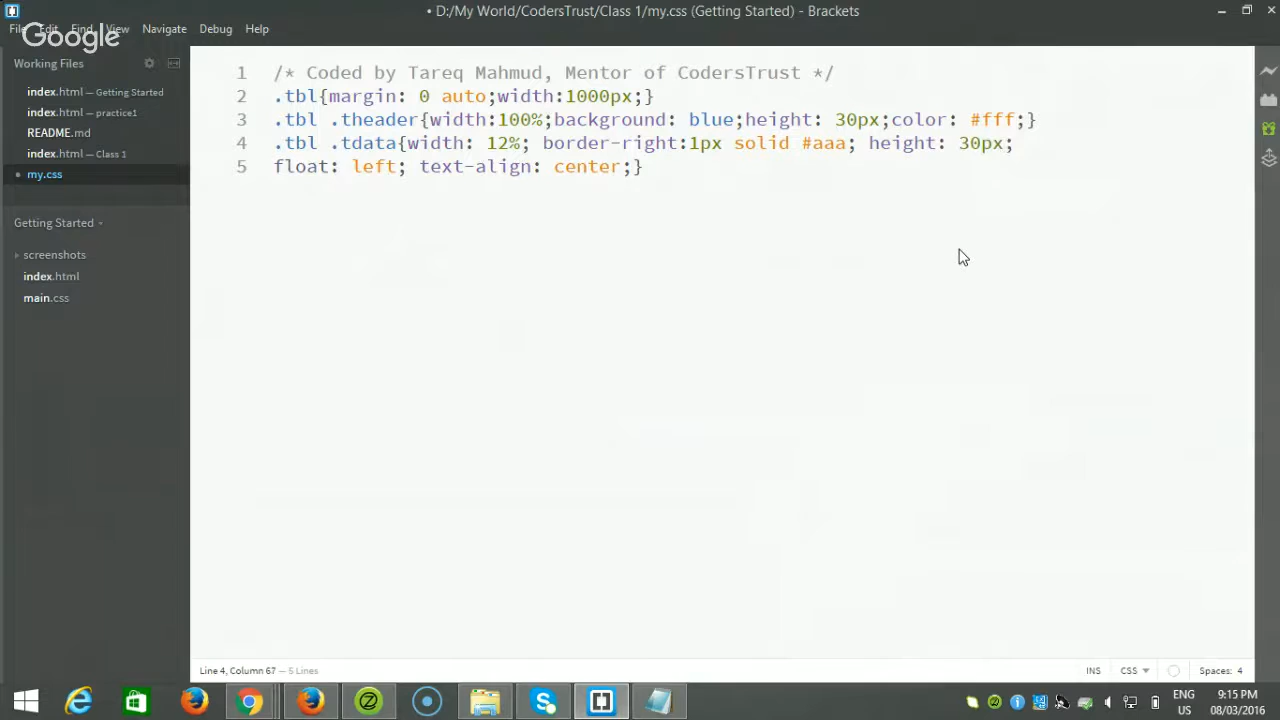 • D:/My World/CodersTrust/Class 1/my.css (Getting Started) - Brackets
File Edit Find View Navigate Debug Help
Google
Working Files
index.html — Getting Started
index.html — practice1
README.md
index.html — Class 1
• my.css
Getting Started
screenshots
index.html
main.css
1 /* Coded by Tareq Mahmud, Mentor of CodersTrust */
2 .tbl{margin: 0 auto;width:1000px;}
3 .tbl .theader{width:100%;background: blue;height: 30px;color: #fff;}
4 .tbl .tdata{width: 12%; border-right:1px solid #aaa; height: 30px;
5 float: left; text-align: center;}
Line 4, Column 67 — 5 Lines
INS CSS Spaces: 4
ENG 9:15 PM
US 08/03/2016